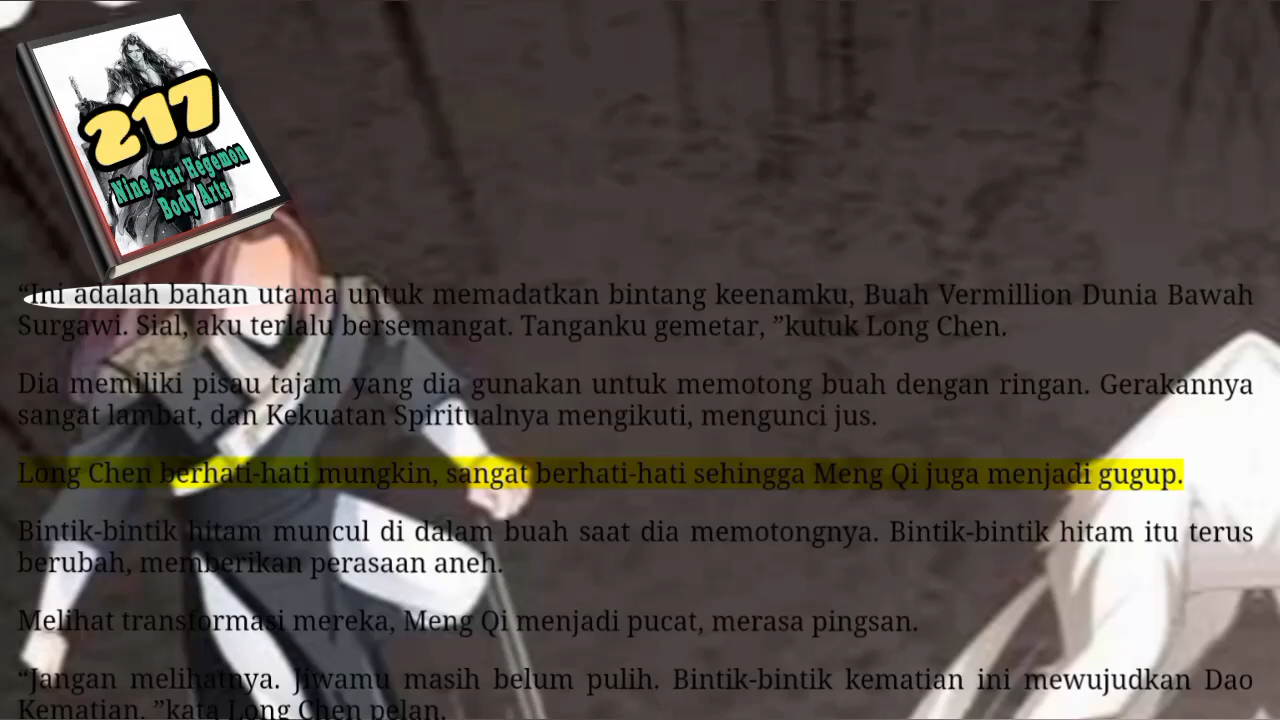 217
Nine Star Hegemon
Body Arts
“Ini adalah bahan utama untuk memadatkan bintang keenamku, Buah Vermillion Dunia Bawah
Surgawi. Sial, aku terlalu bersemangat. Tanganku gemetar, ”kutuk Long Chen.
Dia memiliki pisau tajam yang dia gunakan untuk memotong buah dengan ringan. Gerakannya
sangat lambat, dan Kekuatan Spiritualnya mengikuti, mengunci jus.
Long Chen berhati-hati mungkin, sangat berhati-hati sehingga Meng Qi juga menjadi gugup.
Bintik-bintik hitam muncul di dalam buah saat dia memotongnya. Bintik-bintik hitam itu terus
berubah, memberikan perasaan aneh.
Melihat transformasi mereka, Meng Qi menjadi pucat, merasa pingsan.
“Jangan melihatnya. Jiwamu masih belum pulih. Bintik-bintik kematian ini mewujudkan Dao
Kematian, ”kata Long Chen pelan.